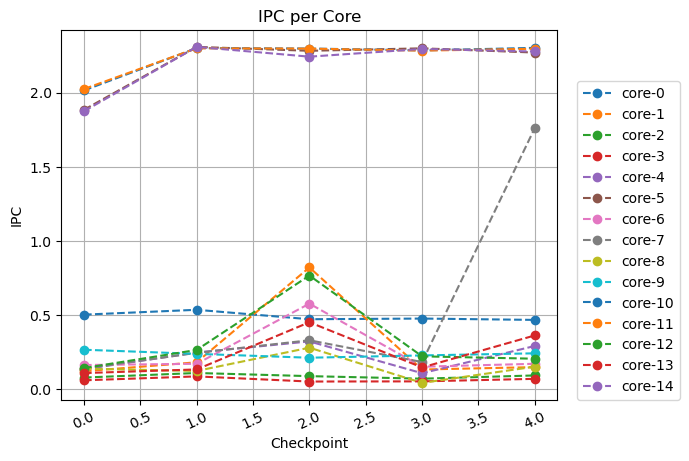 IPC per Core
IPC
2.0
1.5
1.0
0.5
0.0
0.0
0.5
1.0
1.5
2.0
2.5
3.0
3.5
4.0
Checkpoint
core-0
core-1
core-2
core-3
core-4
core-5
core-6
core-7
core-8
core-9
core-10
core-11
core-12
core-13
core-14